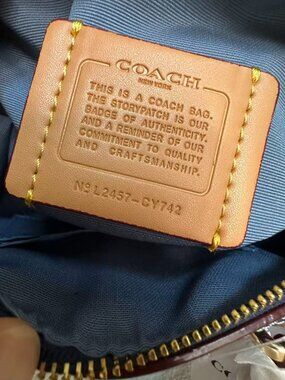 COACH
NEW YORK
THIS IS A COACH BAG.
THE STORYPATCH IS OUR
BADGE OF AUTHENTICITY.
AND A REMINDER OF OUR
COMMITMENT TO QUALITY
AND CRAFTSMANSHIP.
Nº L2457-CY742